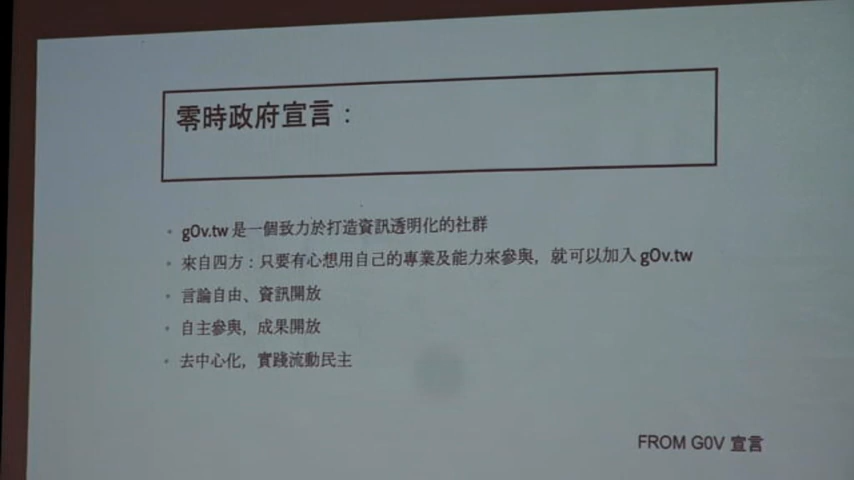 零時政府宣言：
• g0v.tw 是一個致力於打造資訊透明化的社群
• 來自四方：只要有心想用自己的專業及能力來參與，就可以加入 g0v.tw
• 言論自由、資訊開放
• 自主參與，成果開放
• 去中心化，實踐流動民主
FROM G0V 宣言